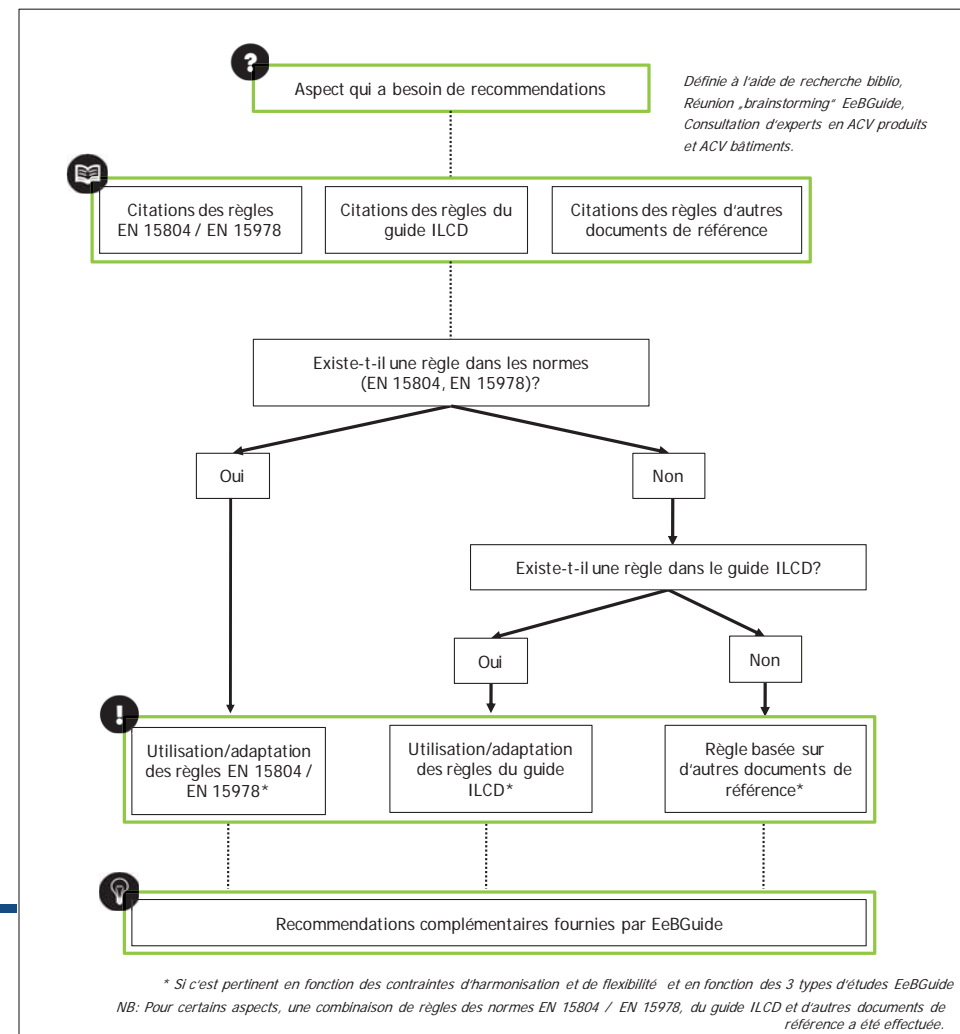 ?
Aspect qui a besoin de recommendations
Définie à l'aide de recherche biblio,
Réunion „brainstorming“ EeBGuide,
Consultation d'experts en ACV produits
et ACV bâtiments.
Citations des règles
EN 15804 / EN 15978
Citations des règles du
guide ILCD
Citations des règles d'autres
documents de référence
Existe-t-il une règle dans les normes
(EN 15804, EN 15978)?
Oui
Non
Existe-t-il une règle dans le guide ILCD?
Oui
Non
!
Utilisation/adaptation
des règles EN 15804 /
EN 15978*
Utilisation/adaptation
des règles du guide
ILCD*
Règle basée sur
d'autres documents de
référence*
Recommendations complémentaires fournies par EeBGuide
* Si c'est pertinent en fonction des contraintes d'harmonisation et de flexibilité et en fonction des 3 types d'études EeBGuide
NB: Pour certains aspects, une combinaison de règles des normes EN 15804 / EN 15978, du guide ILCD et d'autres documents de
référence a été effectuée.